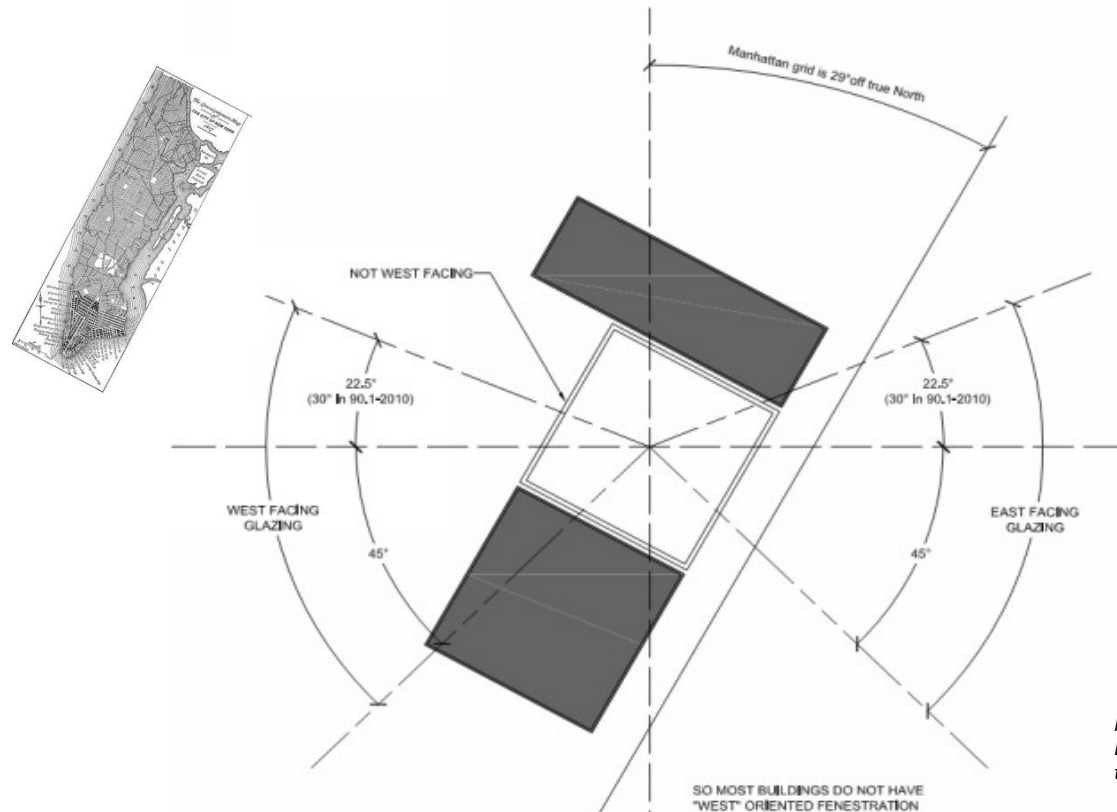 Manhattan grid is 29° off true North
NOT WEST FACING
22.5°
(30° In 90.1-2010)
22.5°
(30° In 90.1-2010)
WEST FACING
GLAZING
EAST FACING
GLAZING
45°
45°
SO MOST BUILDINGS DO NOT HAVE
"WEST" ORIENTED FENESTRATION